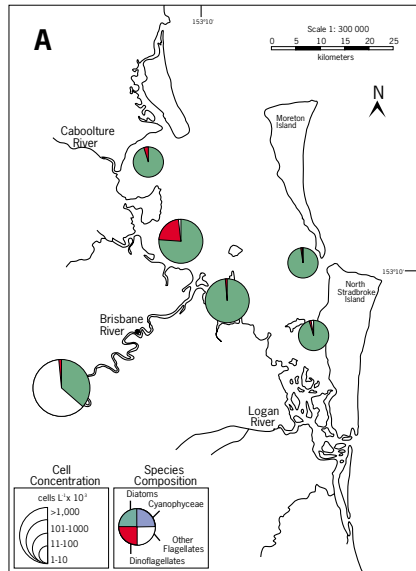 A
153°10´
Scale 1: 300 000
0 5 10 15 20 25
kilometers
N
Caboolture
River
Moreton
Island
153°10´
North
Stradbroke
Island
Brisbane
River
Logan
River
Cell
Concentration
cells L⁻¹x 10³
>1,000
101-1000
11-100
1-10
Species
Composition
Diatoms
Cyanophyceae
Other
Flagellates
Dinoflagellates